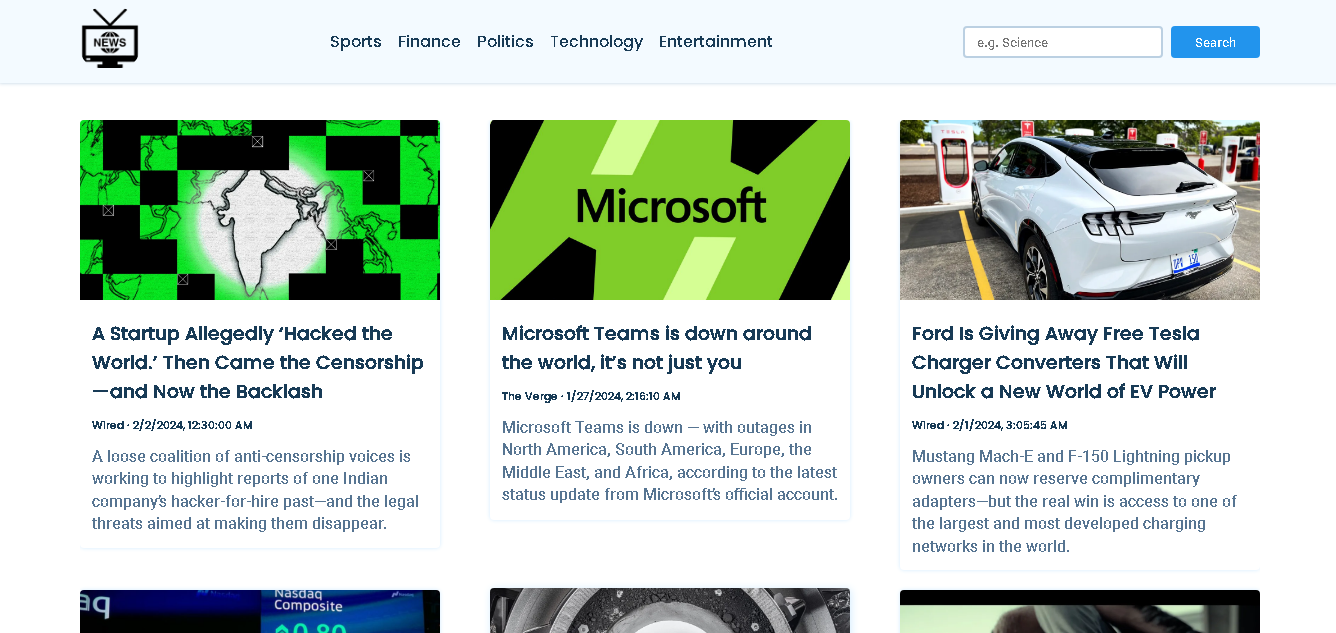 NEWS
Sports Finance Politics Technology Entertainment
e.g. Science
Search
Microsoft
TESLA
A Startup Allegedly ‘Hacked the
World.’ Then Came the Censorship
—and Now the Backlash
Wired · 2/2/2024, 12:30:00 AM
A loose coalition of anti-censorship voices is
working to highlight reports of one Indian
company’s hacker-for-hire past—and the legal
threats aimed at making them disappear.
Microsoft Teams is down around
the world, it’s not just you
The Verge · 1/27/2024, 2:16:10 AM
Microsoft Teams is down — with outages in
North America, South America, Europe, the
Middle East, and Africa, according to the latest
status update from Microsoft’s official account.
Ford Is Giving Away Free Tesla
Charger Converters That Will
Unlock a New World of EV Power
Wired · 2/1/2024, 3:05:45 AM
Mustang Mach-E and F-150 Lightning pickup
owners can now reserve complimentary
adapters—but the real win is access to one of
the largest and most developed charging
networks in the world.
Nasdaq
Composite